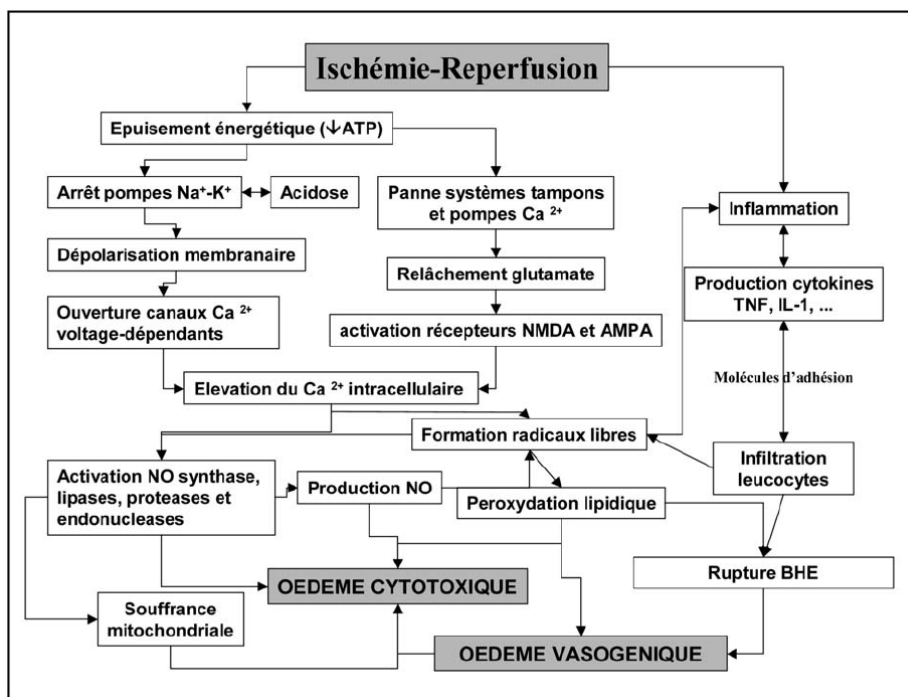 Ischémie-Reperfusion
Epuisement énergétique (↓ATP)
Arrêt pompes Na⁺-K⁺
Acidose
Panne systèmes tampons
et pompes Ca ²⁺
Inflammation
Dépolarisation membranaire
Relâchement glutamate
Production cytokines
TNF, IL-1, ...
Ouverture canaux Ca ²⁺
voltage-dépendants
activation récepteurs NMDA et AMPA
Molécules d'adhésion
Elevation du Ca ²⁺ intracellulaire
Formation radicaux libres
Infiltration
leucocytes
Activation NO synthase,
lipases, proteases et
endonucleases
Production NO
Peroxydation lipidique
Rupture BHE
OEDEME CYTOTOXIQUE
Souffrance
mitochondriale
OEDEME VASOGENIQUE